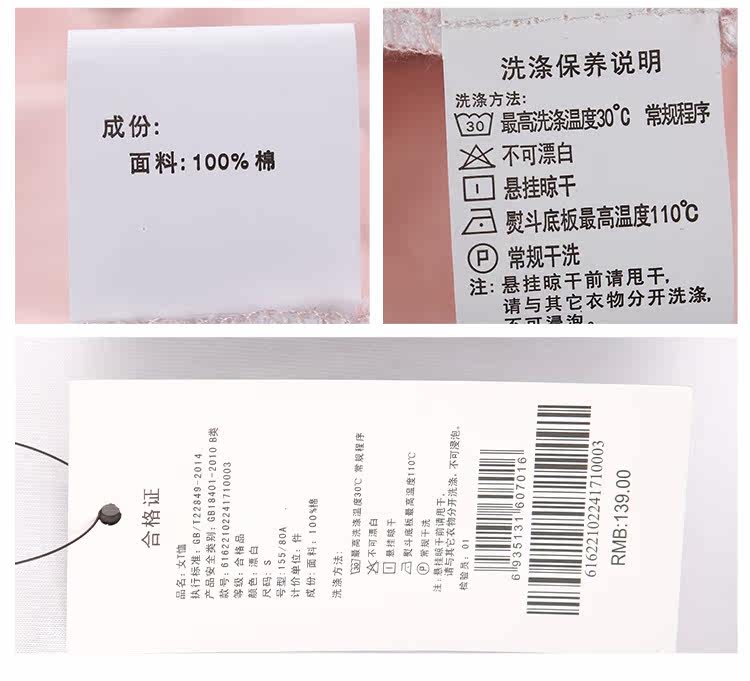 成份:
面料:100%棉
洗涤保养说明
洗涤方法:
30 最高洗涤温度30°C 常规程序
不可漂白
悬挂晾干
熨斗底板最高温度110℃
P 常规干洗
注:悬挂晾干前请甩干,
请与其它衣物分开洗涤,
不可浸泡。
合格证
品名:女T恤
执行标准:GB/T22849-2014
产品安全类别:GB18401-2010 B类
款号:61622102241710003
等级:合格品
颜色:漂白
尺码:S
号型:155/80A
计价单位:件
成份:面料:100%棉
洗涤方法:
30 最高洗涤温度30℃ 常规程序
不可漂白
悬挂晾干
熨斗底板最高温度110℃
P 常规干洗
注:悬挂晾干前请甩干,
请与其它衣物分开洗涤,不可浸泡。
检验员:01
6935131607016
61622102241710003
RMB:139.00